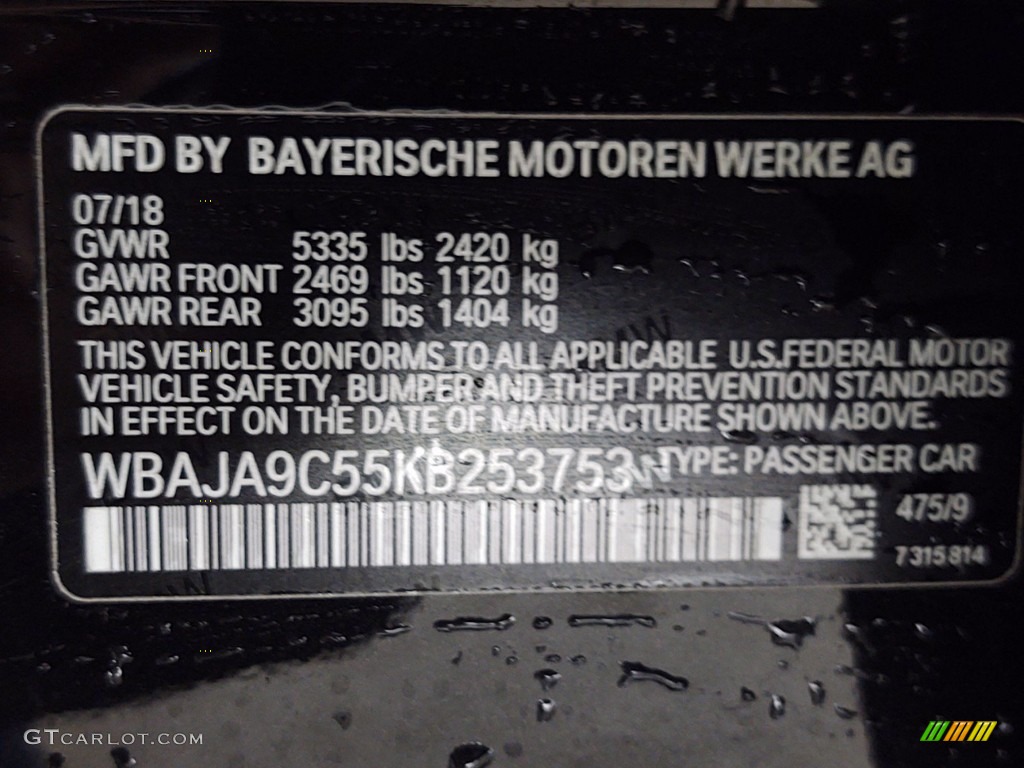 MFD BY BAYERISCHE MOTOREN WERKE AG
07/18
GVWR 5335 lbs 2420 kg
GAWR FRONT 2469 lbs 1120 kg
GAWR REAR 3095 lbs 1404 kg
THIS VEHICLE CONFORMS TO ALL APPLICABLE U.S.FEDERAL MOTOR
VEHICLE SAFETY, BUMPER AND THEFT PREVENTION STANDARDS
IN EFFECT ON THE DATE OF MANUFACTURE SHOWN ABOVE.
WBAJA9C55KB253753 TYPE: PASSENGER CAR
475/9
7315814
GTCARLOT.COM